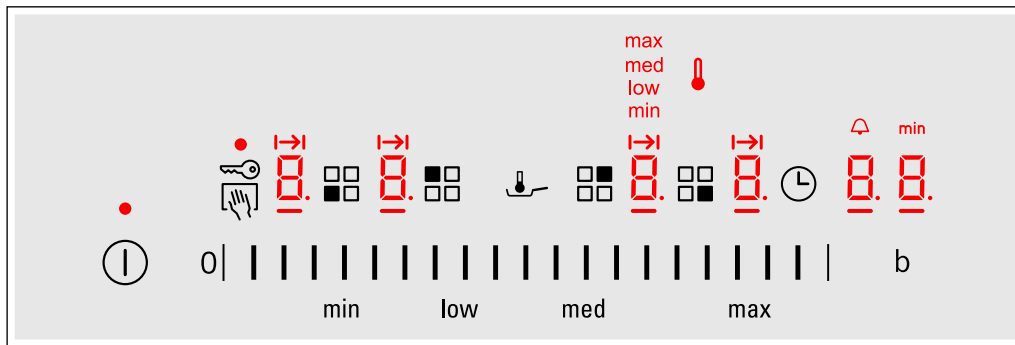 max
med
low
min
min
8. 8. 8. 8. 8. 8.
0 b
min low med max